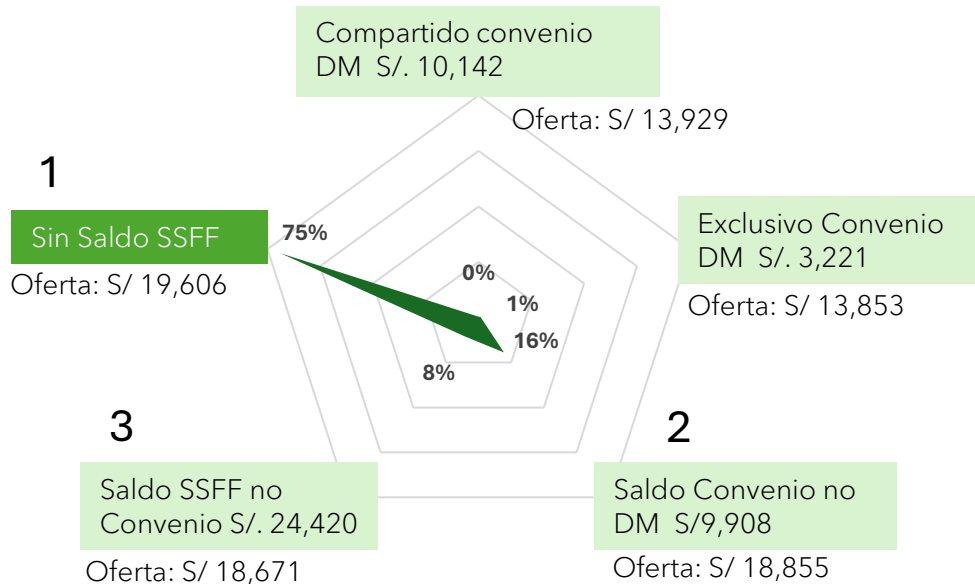 Compartido convenio
DM S/. 10,142
Oferta: S/ 13,929
1
Sin Saldo SSFF
75%
Oferta: S/ 19,606
Exclusivo Convenio
DM S/. 3,221
Oferta: S/ 13,853
0%
1%
16%
8%
3
Saldo SSFF no
Convenio S/. 24,420
Oferta: S/ 18,671
2
Saldo Convenio no
DM S/9,908
Oferta: S/ 18,855